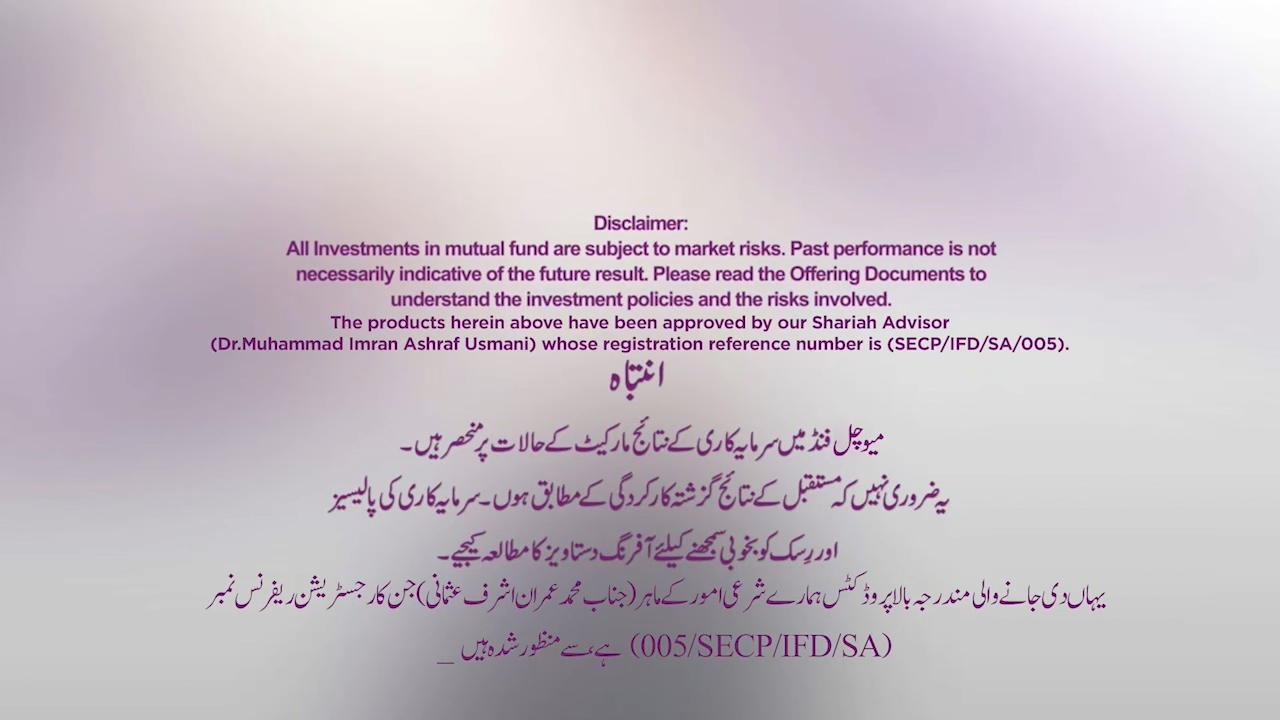 Disclaimer:
All Investments in mutual fund are subject to market risks. Past performance is not
necessarily indicative of the future result. Please read the Offering Documents to
understand the investment policies and the risks involved.
The products herein above have been approved by our Shariah Advisor
(Dr.Muhammad Imran Ashraf Usmani) whose registration reference number is (SECP/IFD/SA/005).
انتباہ
میوچل فنڈ میں سرمایہ کاری کے نتائج مارکیٹ کے حالات پر منحصر ہیں۔
یہ ضروری نہیں کہ مستقبل کے نتائج گزشتہ کارکردگی کے مطابق ہوں۔ سرمایہ کاری کی پالیسیز
اور رِسک کو بخوبی سمجھنے کیلئے آفرنگ دستاویز کا مطالعہ کیجیے۔
یہاں دی جانے والی مندرجہ بالا پروڈکٹس ہمارے شرعی امور کے ماہر (جناب محمد عمران اشرف عثمانی) جن کا رجسٹریشن ریفرنس نمبر
(005/SECP/IFD/SA) ہے، سے منظور شدہ ہیں _